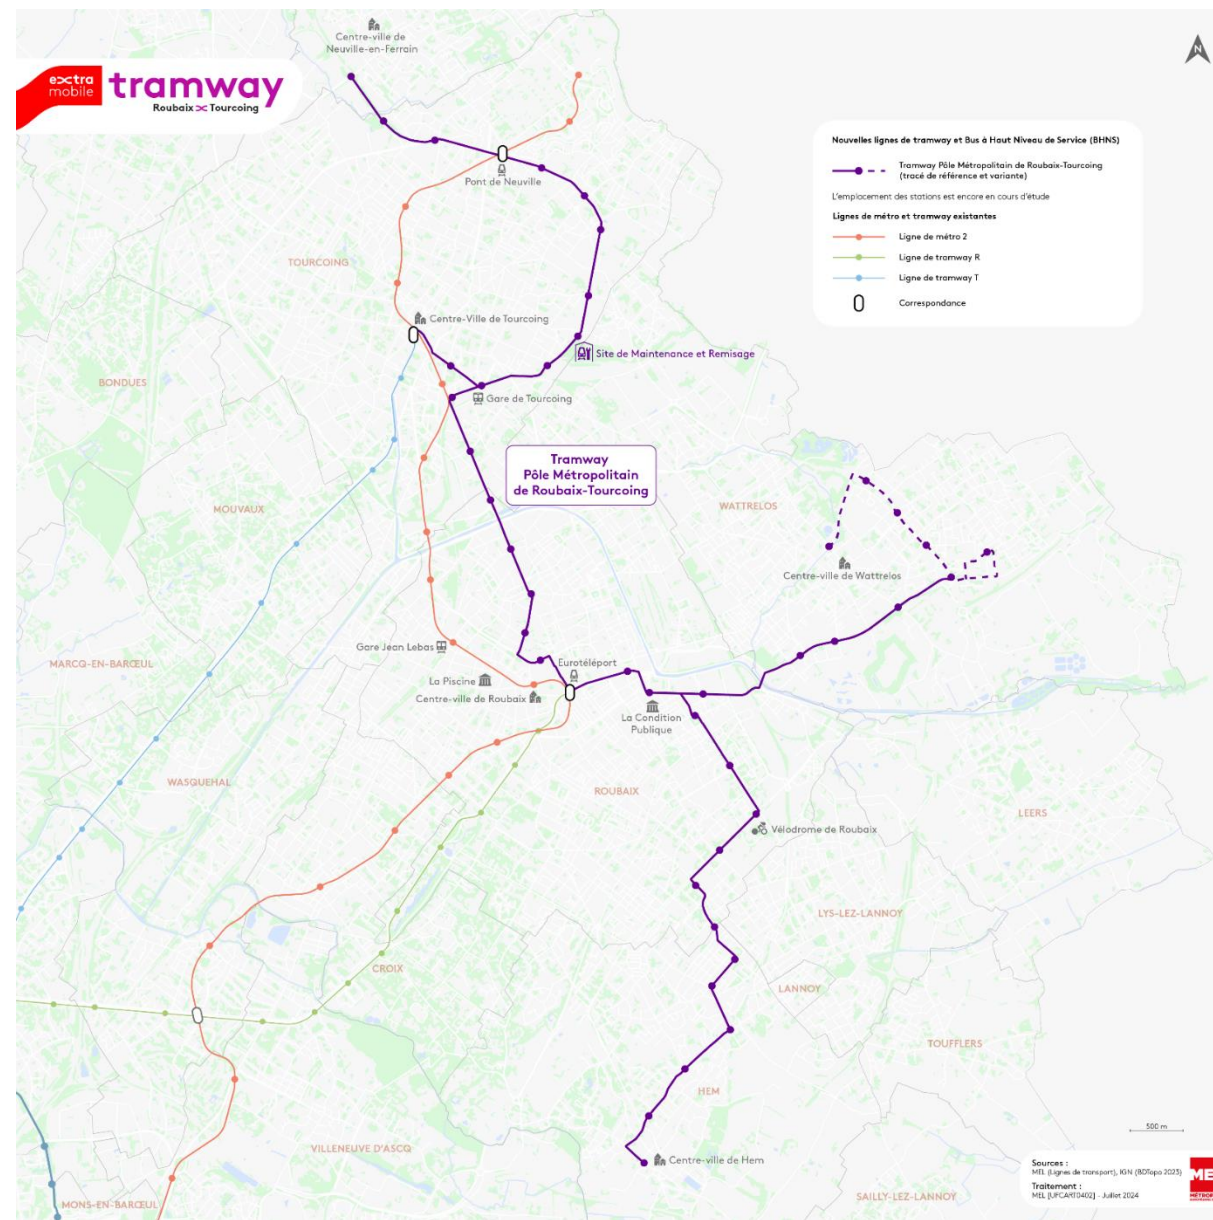 Centre-ville de
Neuville-en-Ferrain
N
extra
mobile
tramway
Roubaix Tourcoing
Nouvelles lignes de tramway et Bus à Haut Niveau de Service (BHNS)
Tramway Pôle Métropolitain de Roubaix-Tourcoing
(tracé de référence et variante)
L'emplacement des stations est encore en cours d'étude
Lignes de métro et tramway existantes
Ligne de métro 2
Ligne de tramway R
Ligne de tramway T
Correspondance
Pont de Neuville
TOURCOING
Centre-Ville de Tourcoing
Site de Maintenance et Remisage
BONDUES
Gare de Tourcoing
Tramway
Pôle Métropolitain
de Roubaix-Tourcoing
MOUVAUX
WATTRELOS
Centre-ville de Wattrelos
Gare Jean Lebas
Eurotéléport
MARCQ-EN-BARŒUL
La Piscine
Centre-ville de Roubaix
La Condition
Publique
WASQUEHAL
ROUBAIX
LEERS
Vélodrome de Roubaix
LYS-LEZ-LANNOY
CROIX
LANNOY
TOUFFLERS
HEM
500 m
VILLENEUVE D'ASCQ
Centre-ville de Hem
Sources :
MEL (Lignes de transport), IGN (BDTopo 2023)
Traitement :
MEL [UFCART0402] - Juillet 2024
ME
MÉTROP
MONS-EN-BARŒUL
SAILLY-LEZ-LANNOY